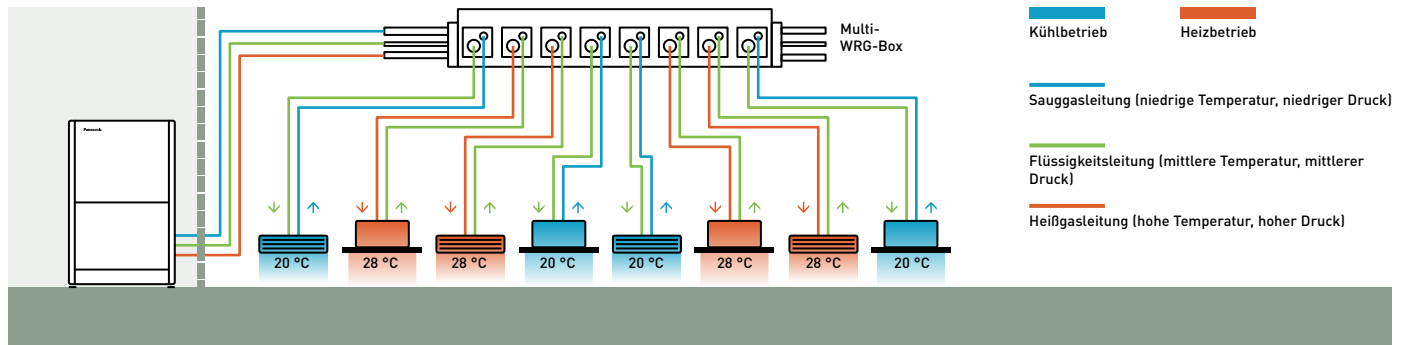 Multi-
WRG-Box
Kühlbetrieb
Heizbetrieb
Sauggasleitung (niedrige Temperatur, niedriger Druck)
Flüssigkeitsleitung (mittlere Temperatur, mittlerer
Druck)
Heißgasleitung (hohe Temperatur, hoher Druck)
Panasonic
20 °C
28 °C
28 °C
20 °C
20 °C
28 °C
28 °C
20 °C